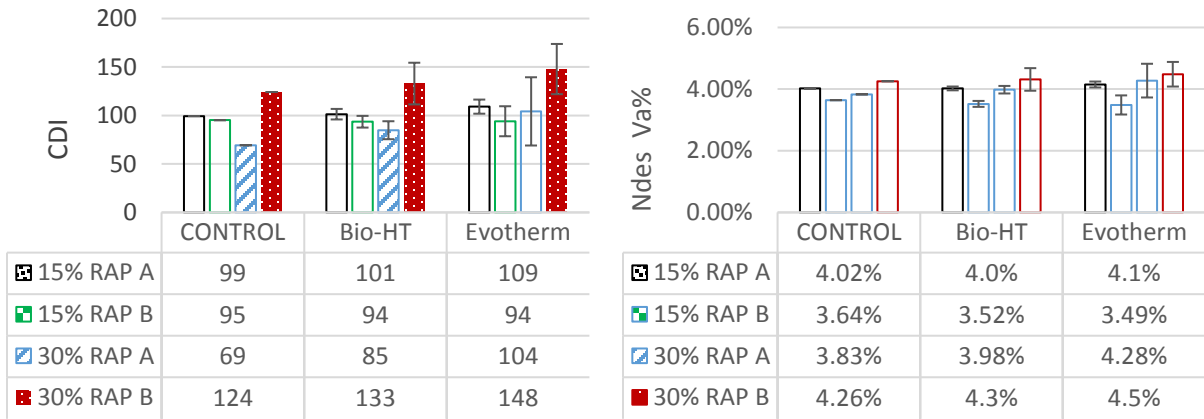 200
150
100
50
0
CDI
CONTROL Bio-HT Evotherm
15% RAP A 99 101 109
15% RAP B 95 94 94
30% RAP A 69 85 104
30% RAP B 124 133 148
6.00%
4.00%
2.00%
0.00%
Ndes Va%
CONTROL Bio-HT Evotherm
15% RAP A 4.02% 4.0% 4.1%
15% RAP B 3.64% 3.52% 3.49%
30% RAP A 3.83% 3.98% 4.28%
30% RAP B 4.26% 4.3% 4.5%